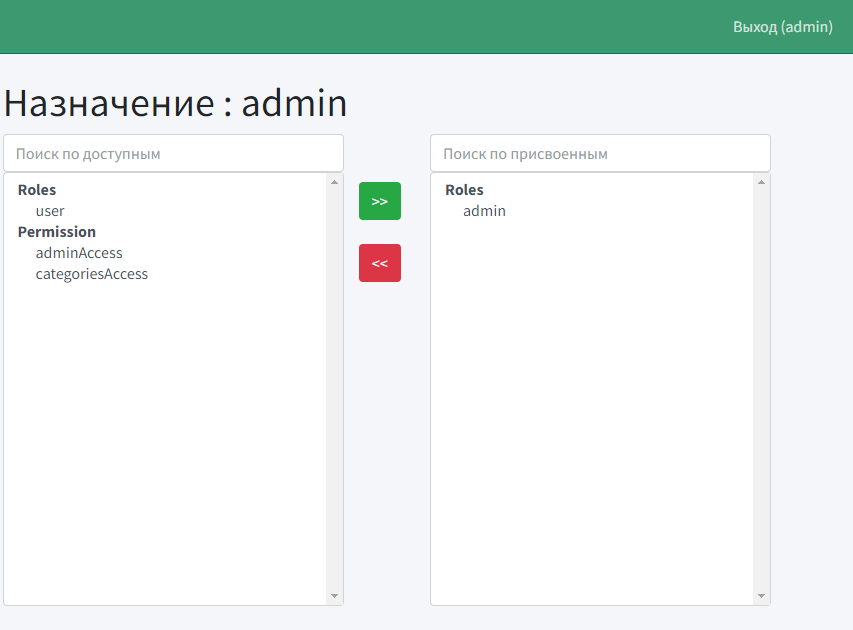 Выход (admin)
Назначение : admin
Поиск по доступным
Roles
user
Permission
adminAccess
categoriesAccess
>>
<<
Поиск по присвоенным
Roles
admin